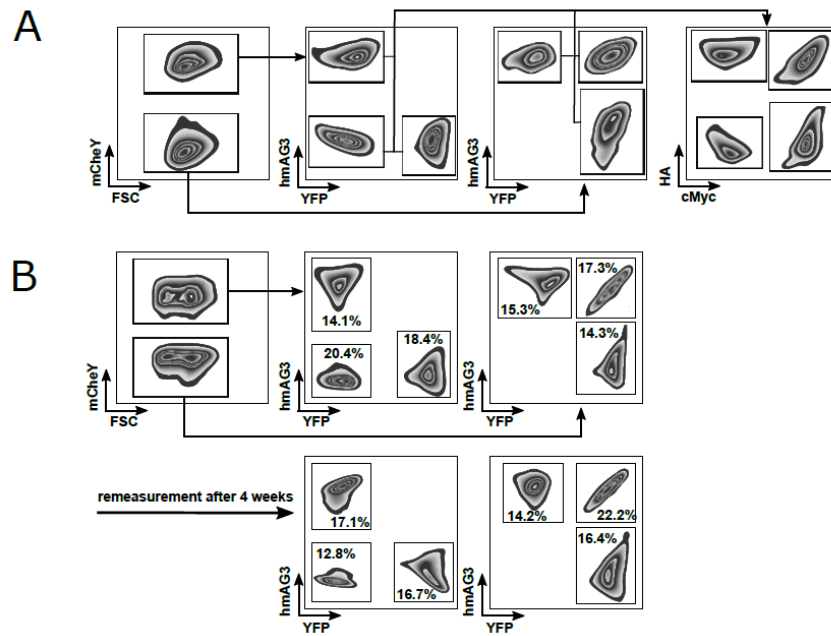 A
mCheY
FSC
hmAG3
YFP
hmAG3
YFP
HA
cMyc
B
mCheY
FSC
hmAG3
YFP
14.1%
20.4%
18.4%
hmAG3
YFP
15.3%
17.3%
14.3%
remeasurement after 4 weeks
hmAG3
YFP
17.1%
12.8%
16.7%
hmAG3
YFP
14.2%
22.2%
16.4%